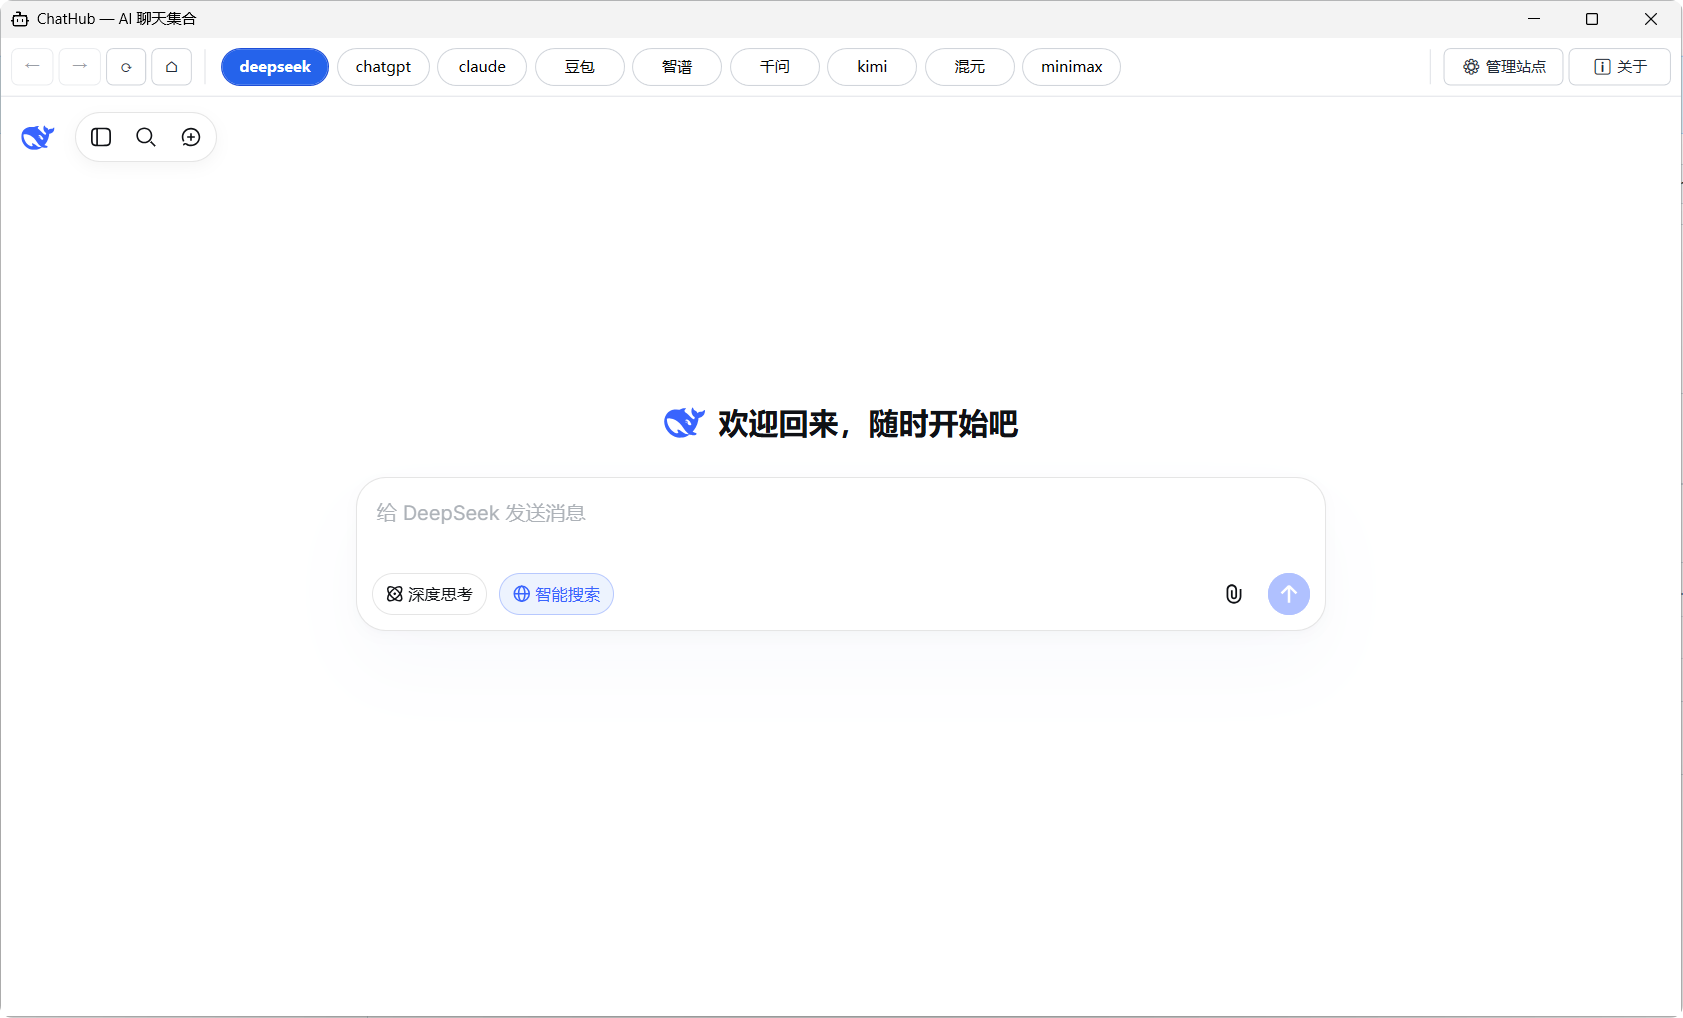 ChatHub — AI 聊天集合
deepseek chatgpt claude 豆包 智谱 千问 kimi 混元 minimax 管理站点 关于
欢迎回来，随时开始吧
给 DeepSeek 发送消息
深度思考 智能搜索